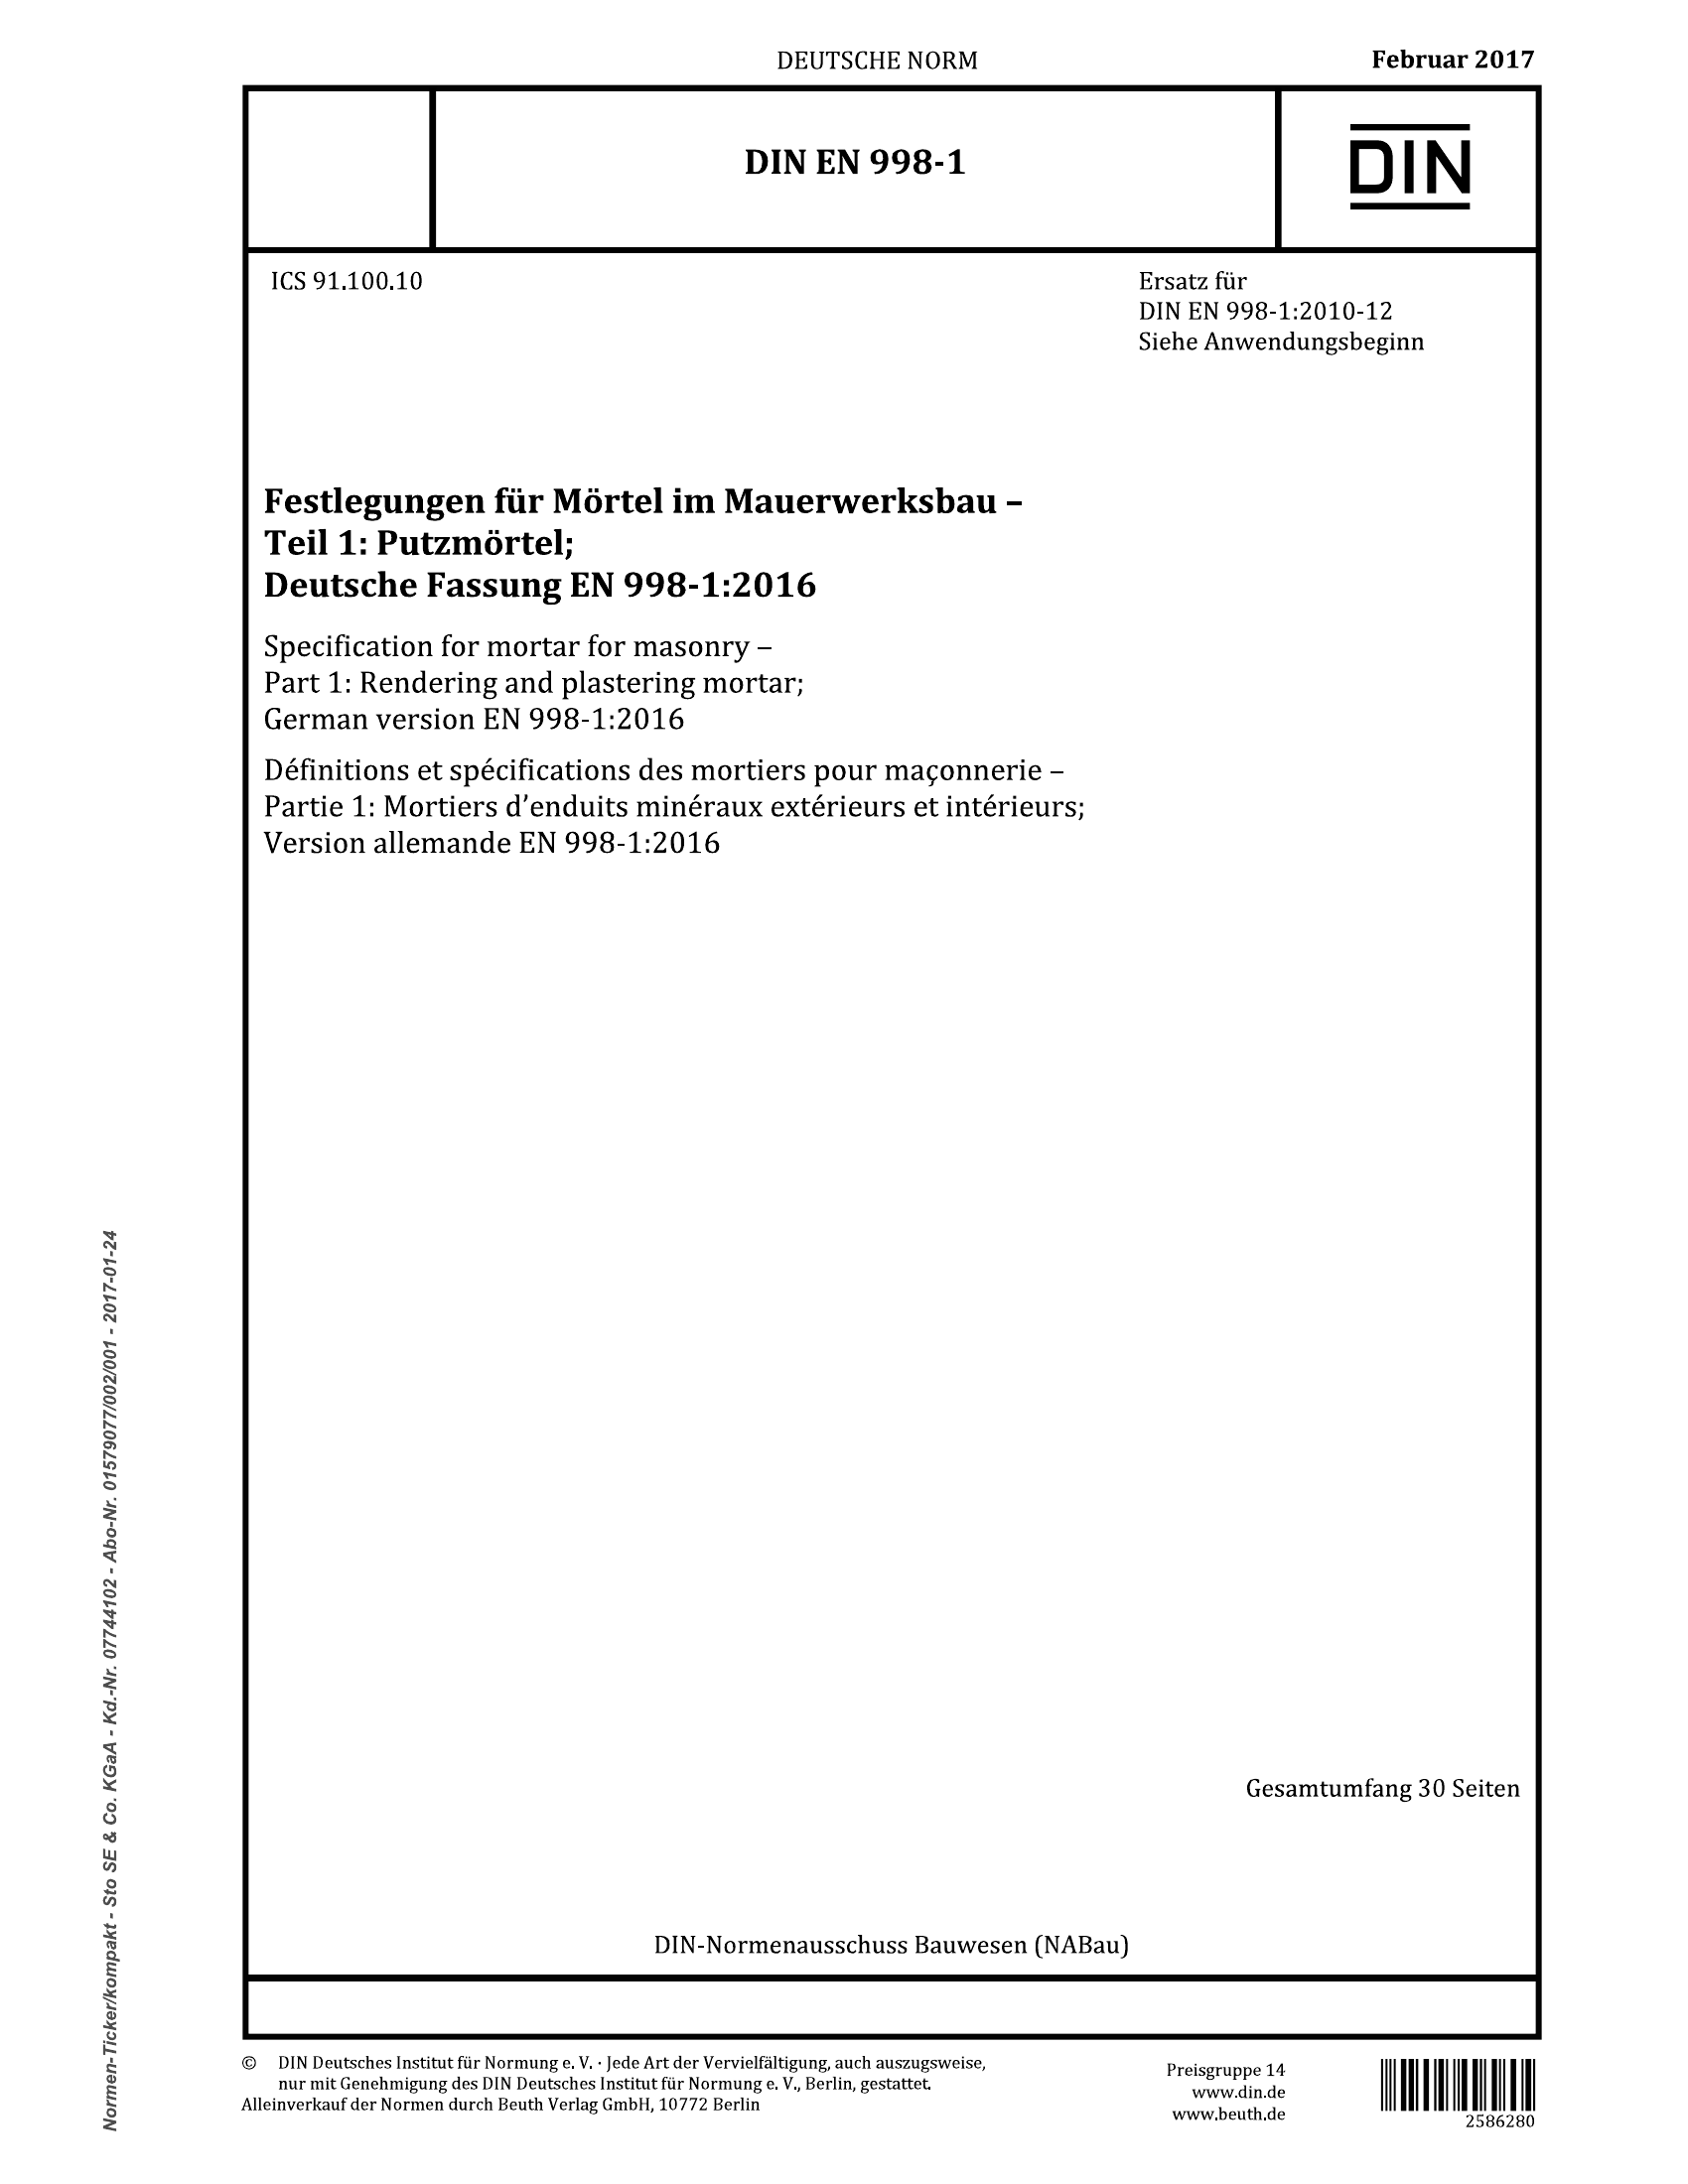 DEUTSCHE NORM
Februar 2017
DIN EN 998-1
DIN
ICS 91.100.10
Ersatz für
DIN EN 998-1:2010-12
Siehe Anwendungsbeginn
Festlegungen für Mörtel im Mauerwerksbau –
Teil 1: Putzmörtel;
Deutsche Fassung EN 998-1:2016
Specification for mortar for masonry –
Part 1: Rendering and plastering mortar;
German version EN 998-1:2016
Définitions et spécifications des mortiers pour maçonnerie –
Partie 1: Mortiers d’enduits minéraux extérieurs et intérieurs;
Version allemande EN 998-1:2016
Gesamtumfang 30 Seiten
DIN-Normenausschuss Bauwesen (NABau)
© DIN Deutsches Institut für Normung e. V. · Jede Art der Vervielfältigung, auch auszugsweise,
nur mit Genehmigung des DIN Deutsches Institut für Normung e. V., Berlin, gestattet.
Alleinverkauf der Normen durch Beuth Verlag GmbH, 10772 Berlin
Preisgruppe 14
www.din.de
www.beuth.de
2586280
Normen-Ticker/kompakt - Sto SE & Co. KGaA - Kd.-Nr. 07744102 - Abo-Nr. 01579077/002/001 - 2017-01-24